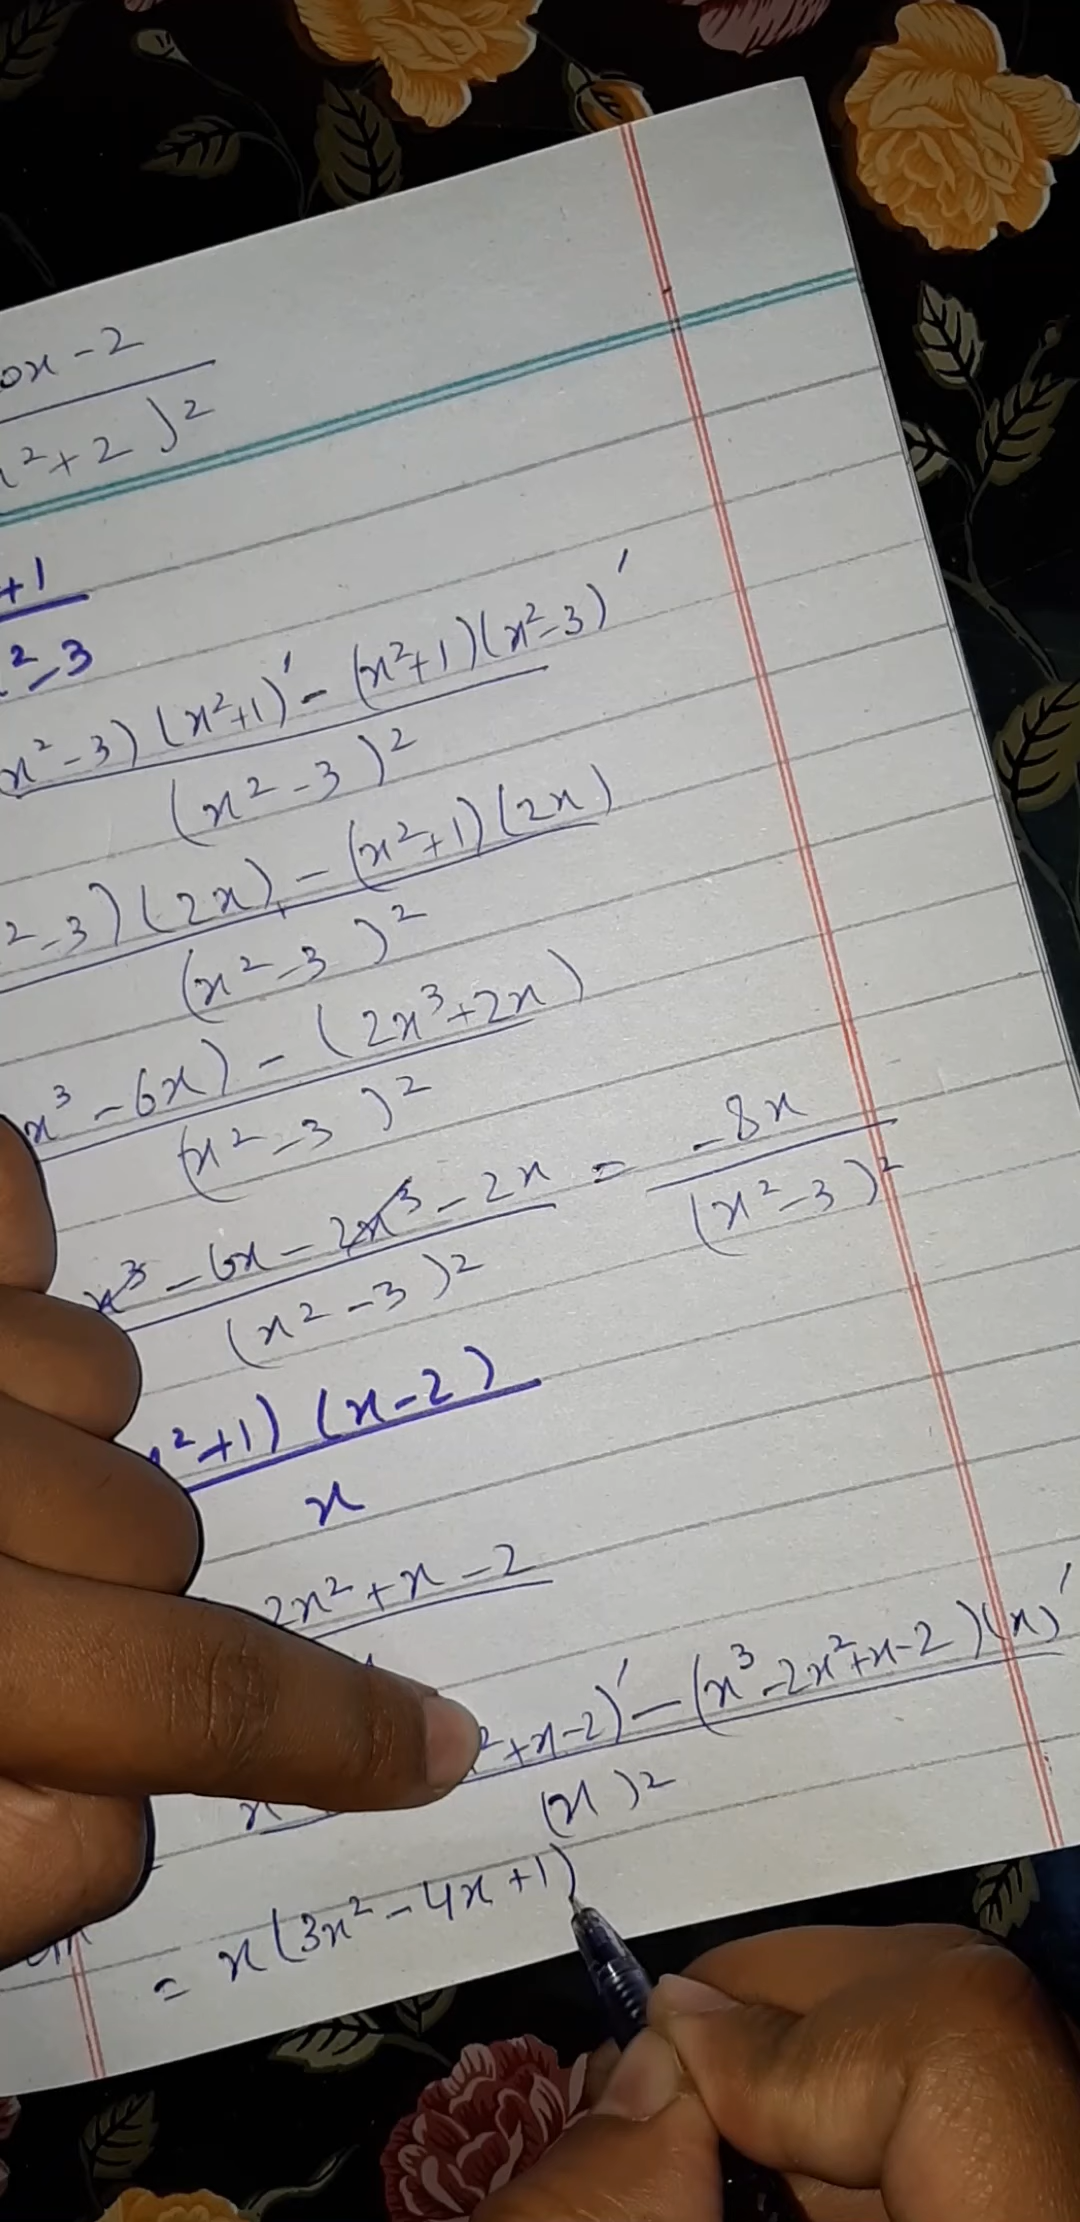 0x-2
x²+2)²
+1
²-3
x²-3)(x²+1)′-(x²+1)(x²-3)′
(x²-3)²
²-3)(2x)-(x²+1)(2x)
(x²-3)²
x³-6x)-(2x³+2x)
(x²-3)²
x³-6x-2x³-2x = -8x
(x²-3)² (x²-3)²
²+1)(x-2)
x
2x²+x-2
²+x-2)′-(x³-2x²+x-2)(x)′
(x)²
= x(3x²-4x+1)